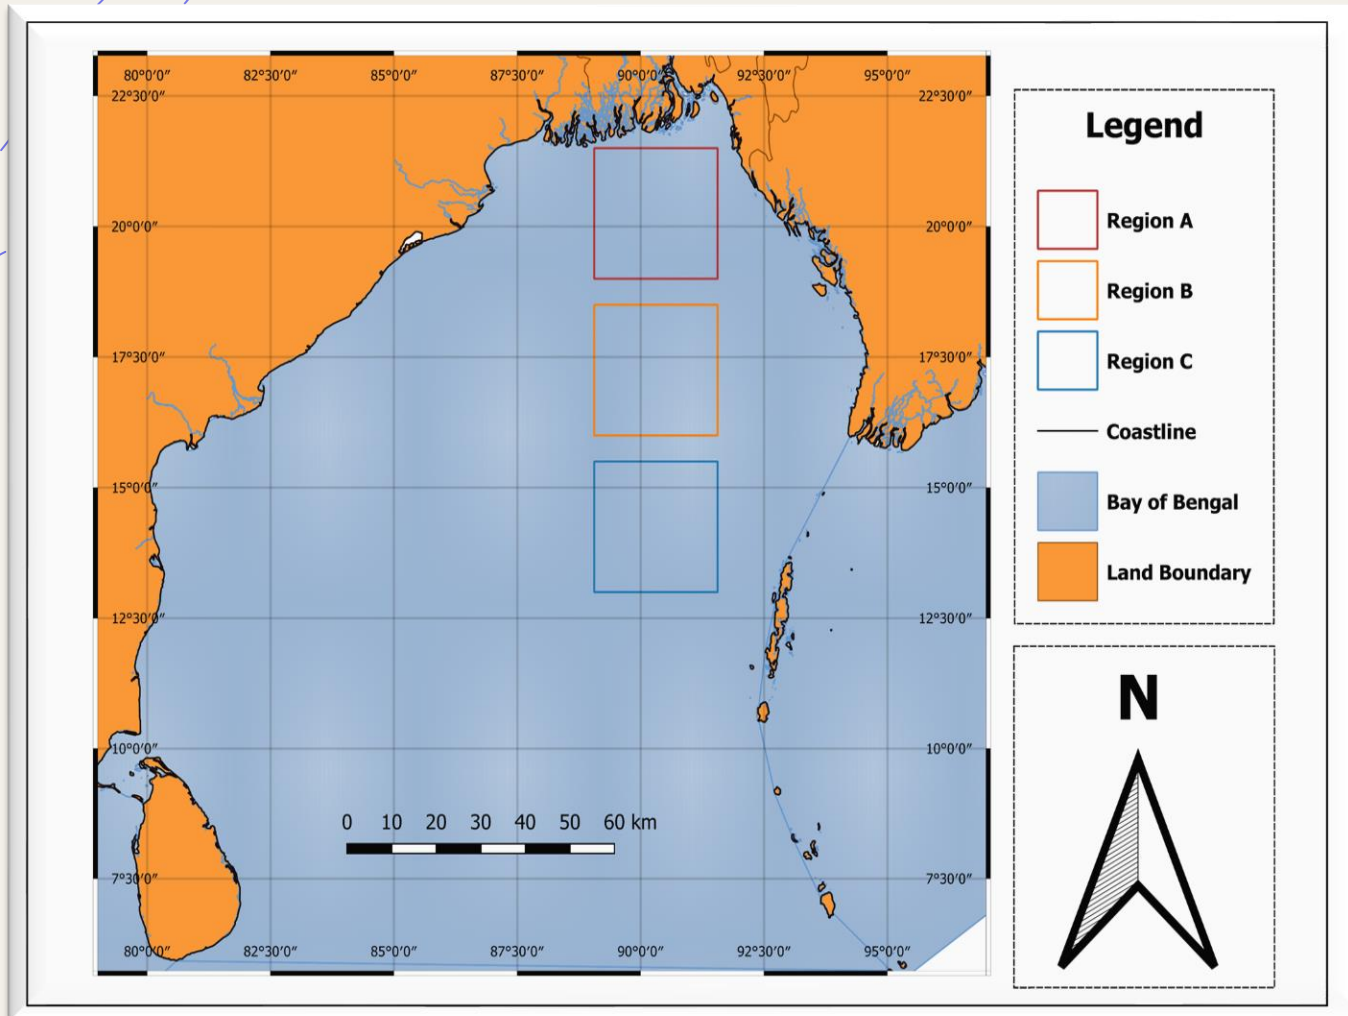 80°0′0″ 82°30′0″ 85°0′0″ 87°30′0″ 90°0′0″ 92°30′0″ 95°0′0″
22°30′0″ 22°30′0″
20°0′0″ 20°0′0″
17°30′0″ 17°30′0″
15°0′0″ 15°0′0″
12°30′0″ 12°30′0″
10°0′0″ 10°0′0″
0 10 20 30 40 50 60 km
7°30′0″ 7°30′0″
80°0′0″ 82°30′0″ 85°0′0″ 87°30′0″ 90°0′0″ 92°30′0″ 95°0′0″
Legend
Region A
Region B
Region C
Coastline
Bay of Bengal
Land Boundary
N